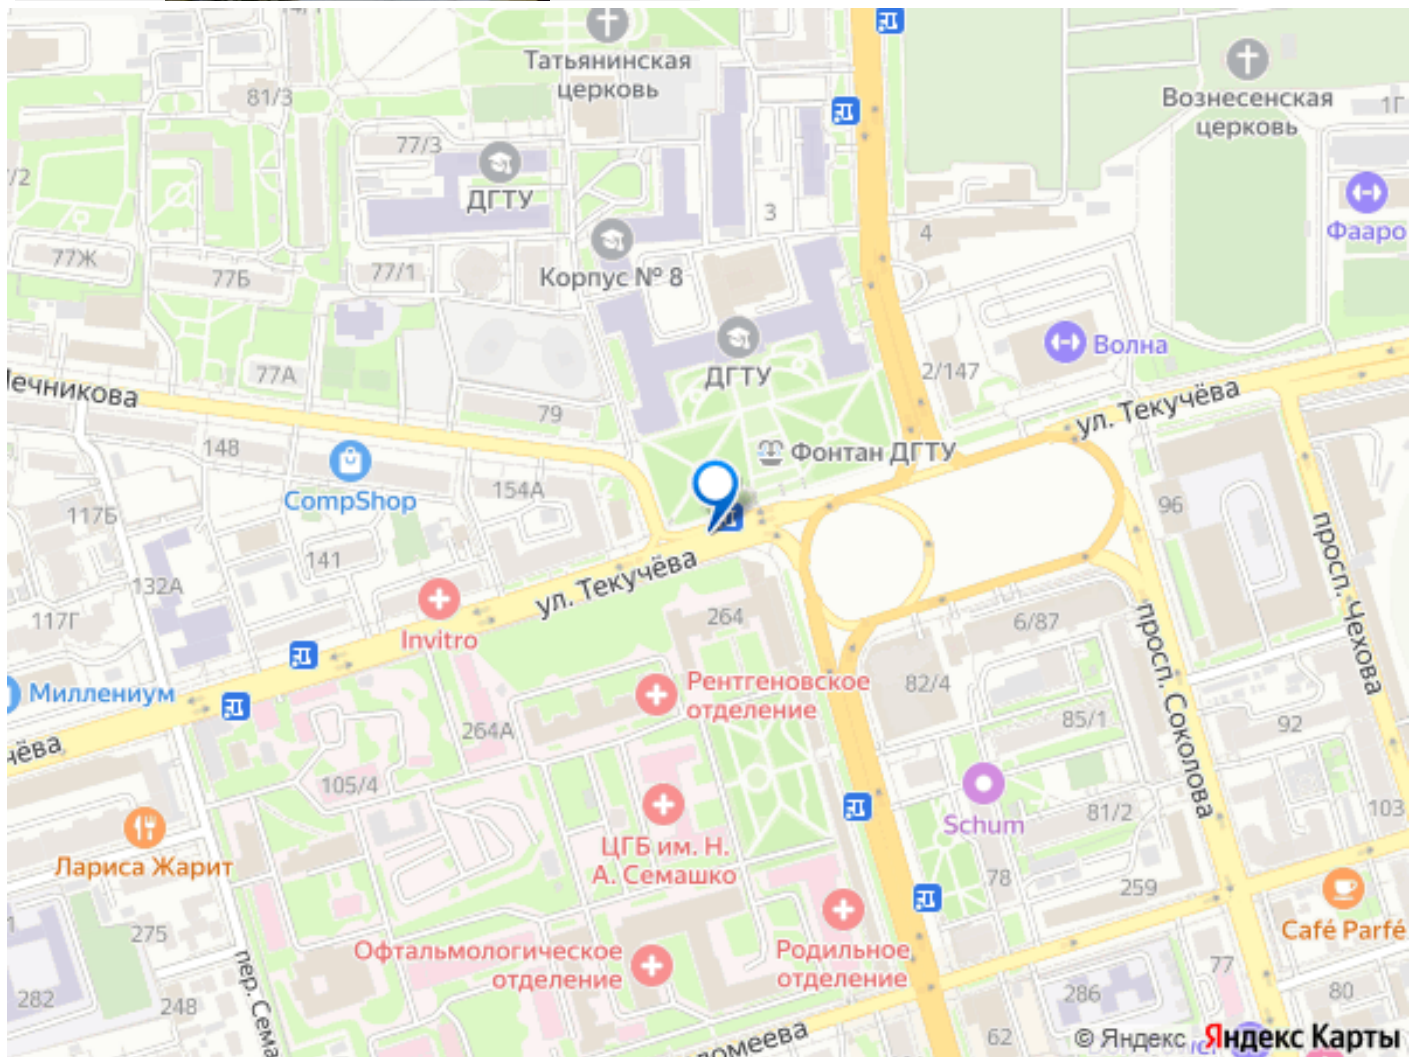 Татьянинская
церковь
81/3
Вознесенская
церковь
1Г
77/3
/2
ДГТУ
3
Фааро
4
77Ж
77Б
77/1
Корпус № 8
2/147
Волна
77А
ДГТУ
ечникова
79
ул. Текучёва
148
Фонтан ДГТУ
CompShop
154А
96
117Б
141
132А
просп. Чехова
ул. Текучёва
117Г
Invitro
264
6/87
просп. Соколова
Миллениум
Рентгеновское
отделение
82/4
85/1
92
264А
чёва
105/4
81/2
103
Schum
Лариса Жарит
ЦГБ им. Н.
А. Семашко
78
259
275
Café Parfé
Офтальмологическое
отделение
Родильное
отделение
пер. Сема
77
282
248
286
80
62
ломеева
© Яндекс Яндекс Карты